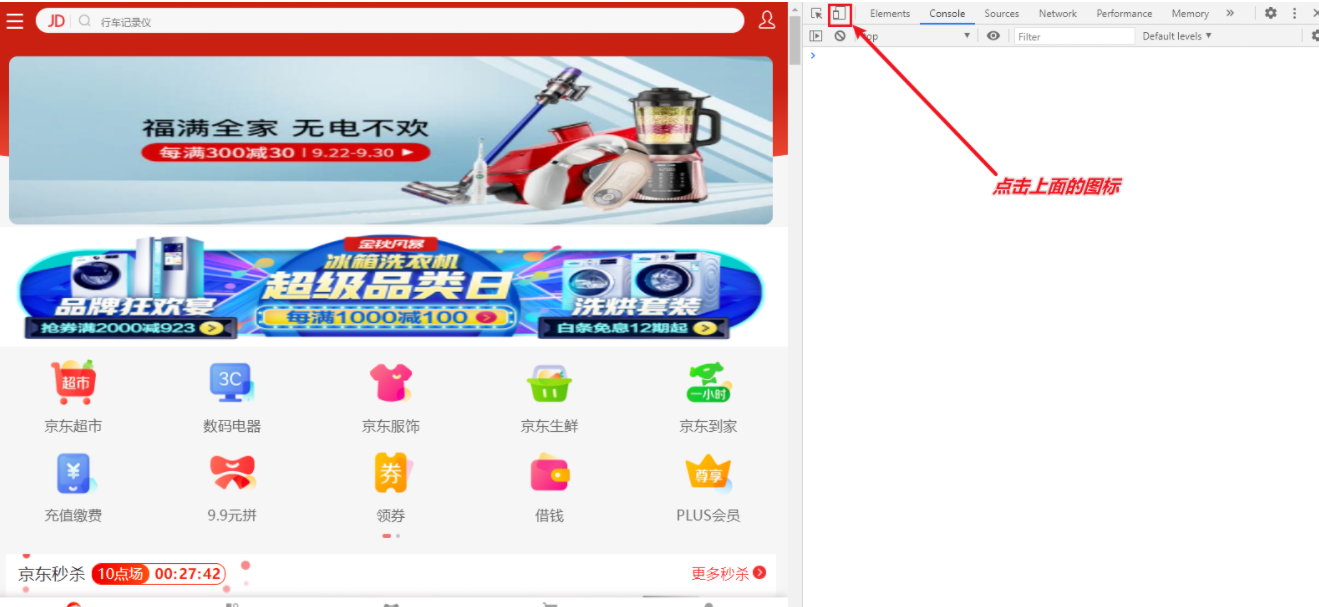 JD 行车记录仪
福满全家 无电不欢
每满300减30 | 9.22-9.30
金秋风暴
冰箱洗衣机
超级品类日
每满1000减100
品牌狂欢宴
抢券满2000减923
洗烘套装
白条免息12期起
超市 3C 一小时
京东超市 数码电器 京东服饰 京东生鲜 京东到家
¥ 券 尊享
充值缴费 9.9元拼 领券 借钱 PLUS会员
京东秒杀 10点场 00:27:42 更多秒杀
Elements Console Sources Network Performance Memory »
op Filter Default levels
点击上面的图标